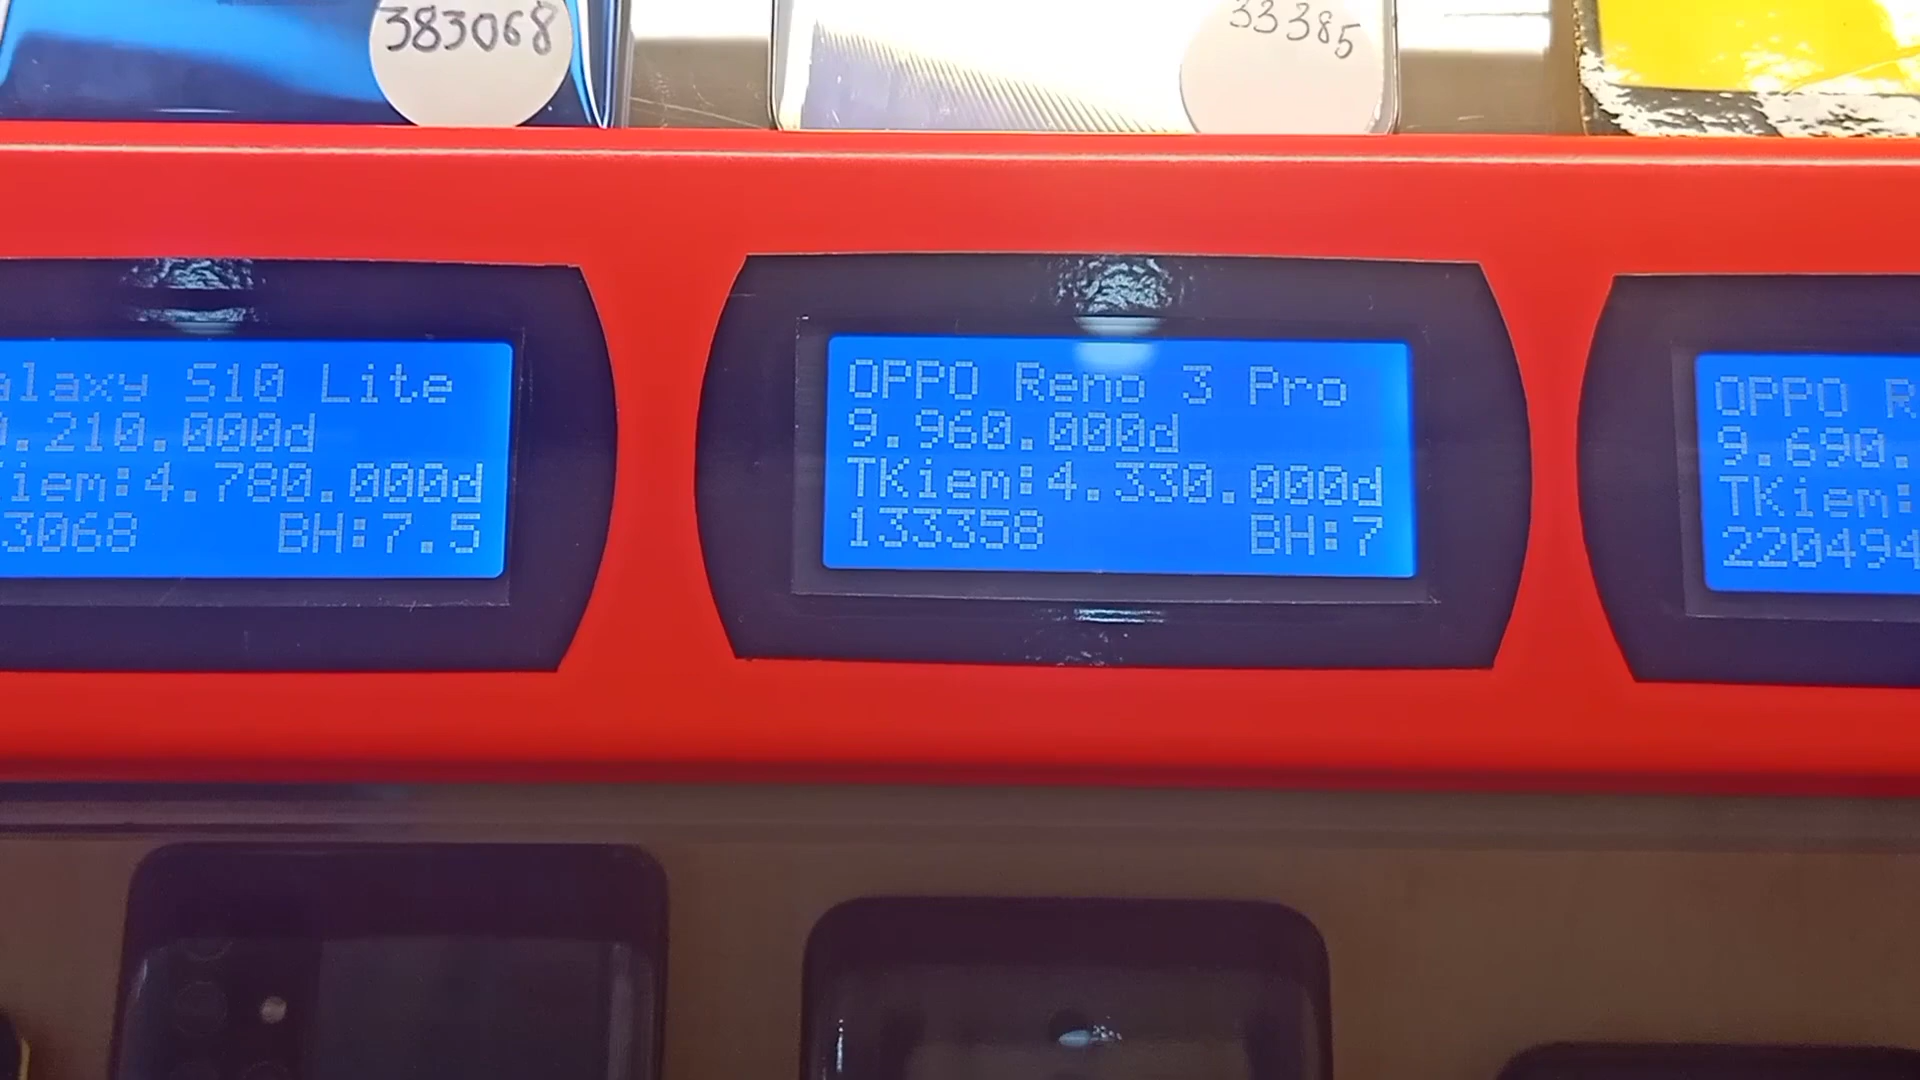 383068
33385
alaxy S10 Lite
.210.000d
iem:4.780.000d
3068 BH:7.5
OPPO Reno 3 Pro
9.960.000d
TKiem:4.330.000d
133358 BH:7
OPPO R
9.690.
TKiem:
220494